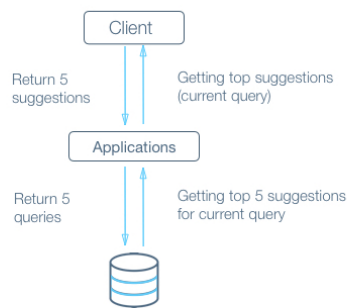 Client
Return 5
suggestions
Getting top suggestions
(current query)
Applications
Return 5
queries
Getting top 5 suggestions
for current query